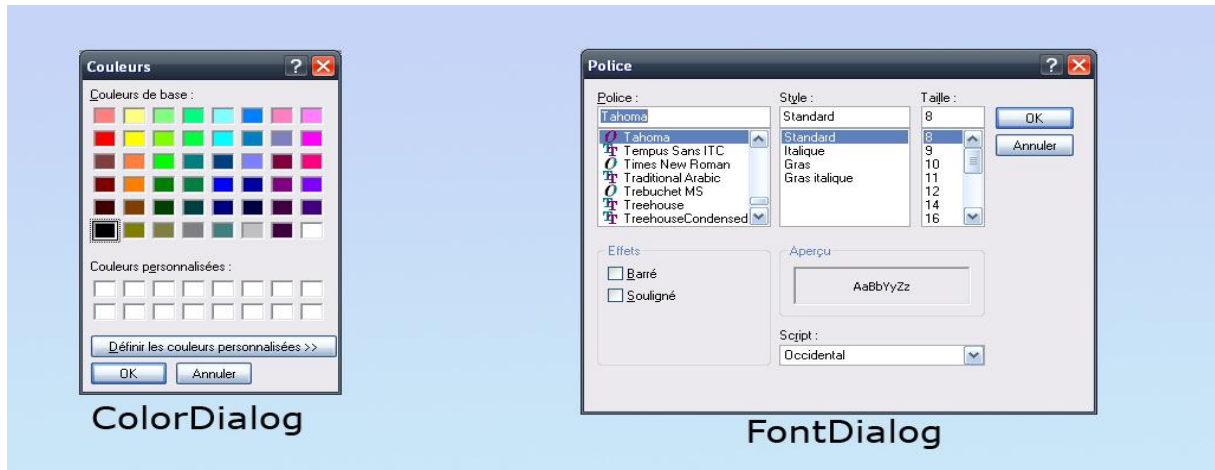 Couleurs
Couleurs de base :
Couleurs personnalisées :
Définir les couleurs personnalisées >>
OK Annuler
ColorDialog
Police
Police : Style : Taille :
Tahoma Standard 8 OK
Tahoma Standard 8 Annuler
Tempus Sans ITC Italique 9
Times New Roman Gras 10
Traditional Arabic Gras italique 11
Trebuchet MS 12
Treehouse 14
TreehouseCondensed 16
Effets Aperçu
Barré
Souligné
AaBbYyZz
Script :
Occidental
FontDialog